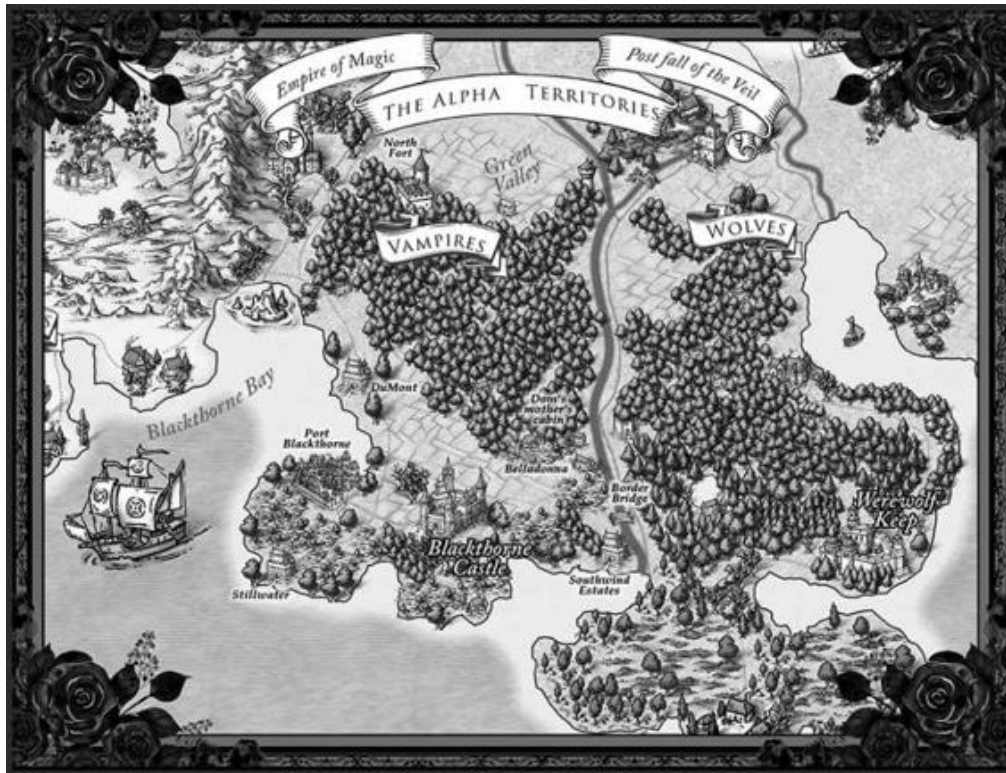 Empire of Magic
Post fall of the Veil
THE ALPHA TERRITORIES
North
Fort
Green
Valley
VAMPIRES
WOLVES
DuMont
Dom's
mother's
cabin
Blackthorne Bay
Port
Blackthorne
Belladonna
Border
Bridge
Werewolf
Keep
Blackthorne
Castle
Southwind
Estates
Stillwater